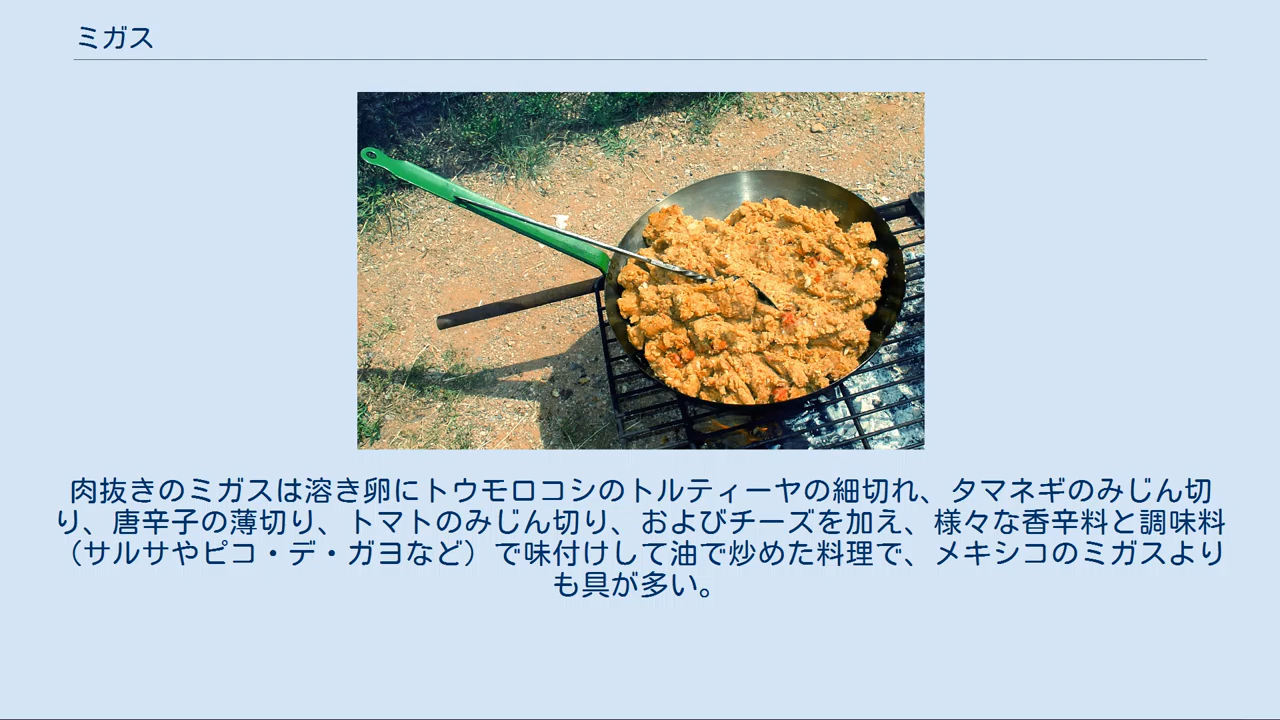 ミガス
肉抜きのミガスは溶き卵にトウモロコシのトルティーヤの細切れ、タマネギのみじん切
り、唐辛子の薄切り、トマトのみじん切り、およびチーズを加え、様々な香辛料と調味料
（サルサやピコ・デ・ガヨなど）で味付けして油で炒めた料理で、メキシコのミガスより
も具が多い。